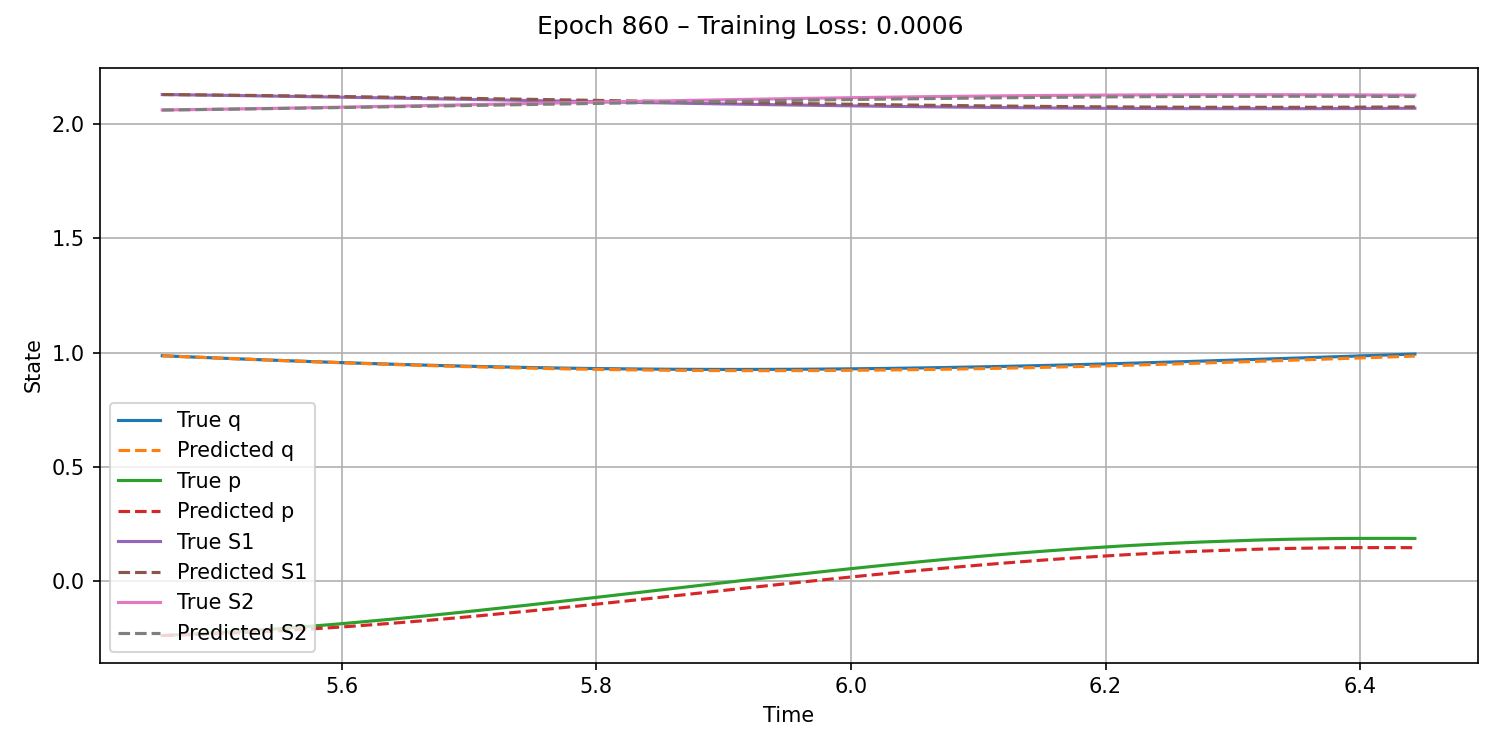 Epoch 860 – Training Loss: 0.0006
State
2.0
1.5
1.0
0.5
0.0
True q
Predicted q
True p
Predicted p
True S1
Predicted S1
True S2
Predicted S2
5.6 5.8 6.0 6.2 6.4
Time